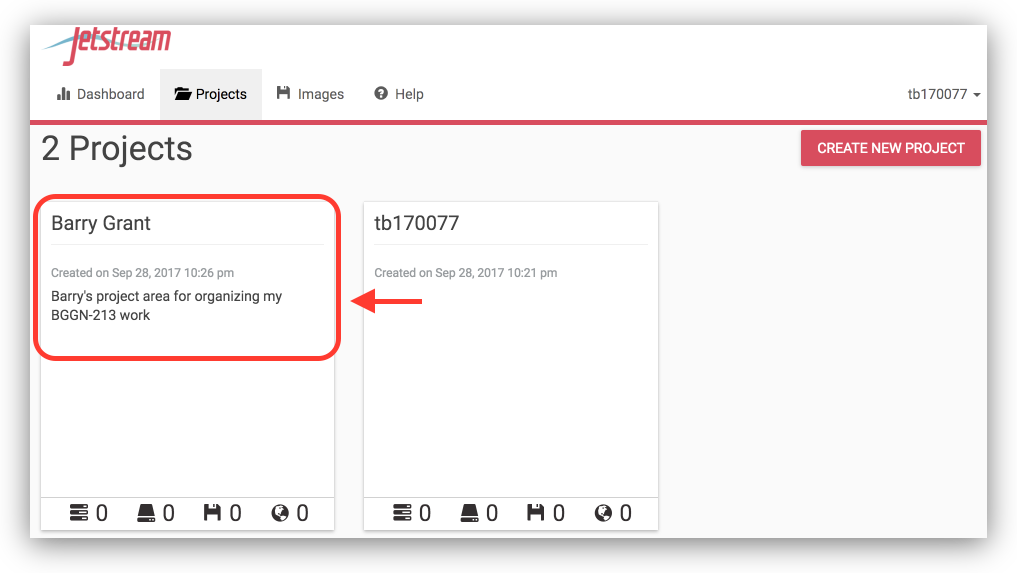 Jetstream
Dashboard Projects Images Help tb170077
2 Projects CREATE NEW PROJECT
Barry Grant
Created on Sep 28, 2017 10:26 pm
Barry's project area for organizing my
BGGN-213 work
0 0 0 0
tb170077
Created on Sep 28, 2017 10:21 pm
0 0 0 0